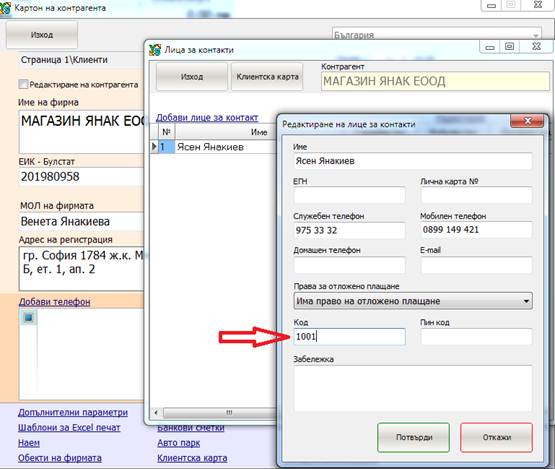 Картон на контрагента
Изход
България
Страница 1\Клиенти
Редактиране на контрагента
Име на фирма
МАГАЗИН ЯНАК ЕОО
ЕИК - Булстат
201980958
МОЛ на фирмата
Венета Янакиева
Адрес на регистрация
гр. София 1784 ж.к. М
Б, ет. 1, ап. 2
Добави телефон
Допълнителни параметри
Шаблони за Excel печат
Банкови сметки
Наем
Авто парк
Обекти на фирмата
Клиентска карта
Лица за контакти
Изход
Клиентска карта
Контрагент
МАГАЗИН ЯНАК ЕООД
Добави лице за контакт
№ Име
1 Ясен Янакиев
Редактиране на лице за контакти
Име
Ясен Янакиев
ЕГН
Лична карта №
Служебен телефон
Мобилен телефон
975 33 32
0899 149 421
Домашен телефон
E-mail
Права за отложено плащане
Има право на отложено плащане
Код
Пин код
1001
Забележка
Потвърди
Откажи